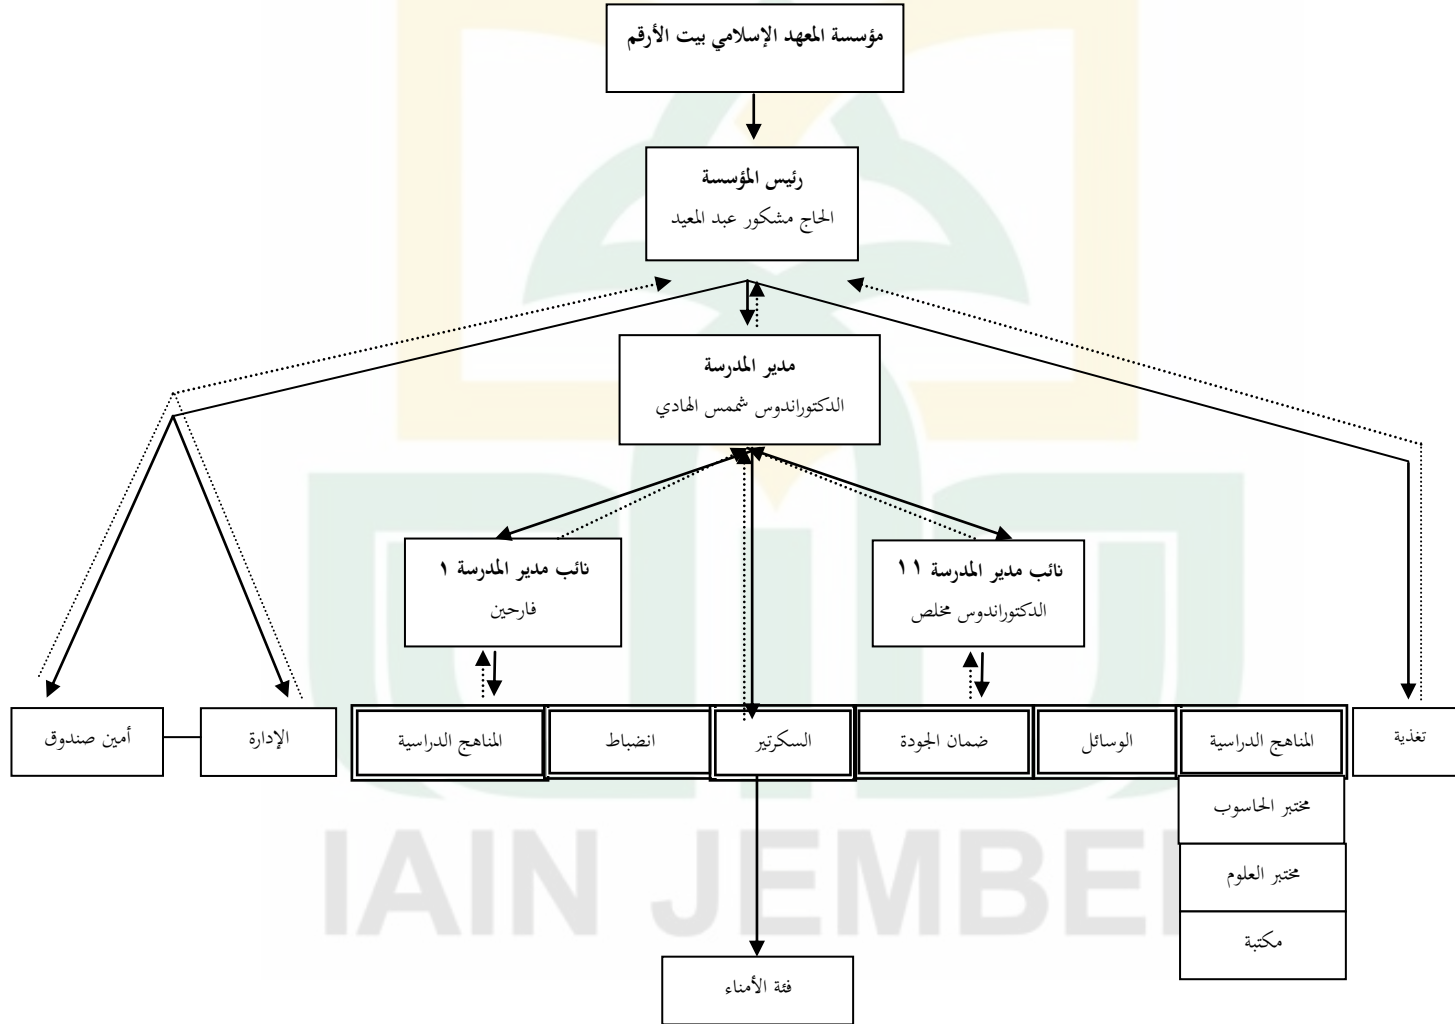 مؤسسة المعهد الإسلامي بيت الأرقم
رئيس المؤسسة
الحاج مشكور عبد المعيد
مدير المدرسة
الدكتوراندوس شممس الهادي
نائب مدير المدرسة ١١
الدكتوراندوس مخلص
نائب مدير المدرسة ١
فارحين
تغذية
المناهج الدراسية
الوسائل
ضمان الجودة
السكرتير
انضباط
المناهج الدراسية
الإدارة
أمين صندوق
مختبر الحاسوب
مختبر العلوم
مكتبة
فئة الأمناء
IAIN JEMBER